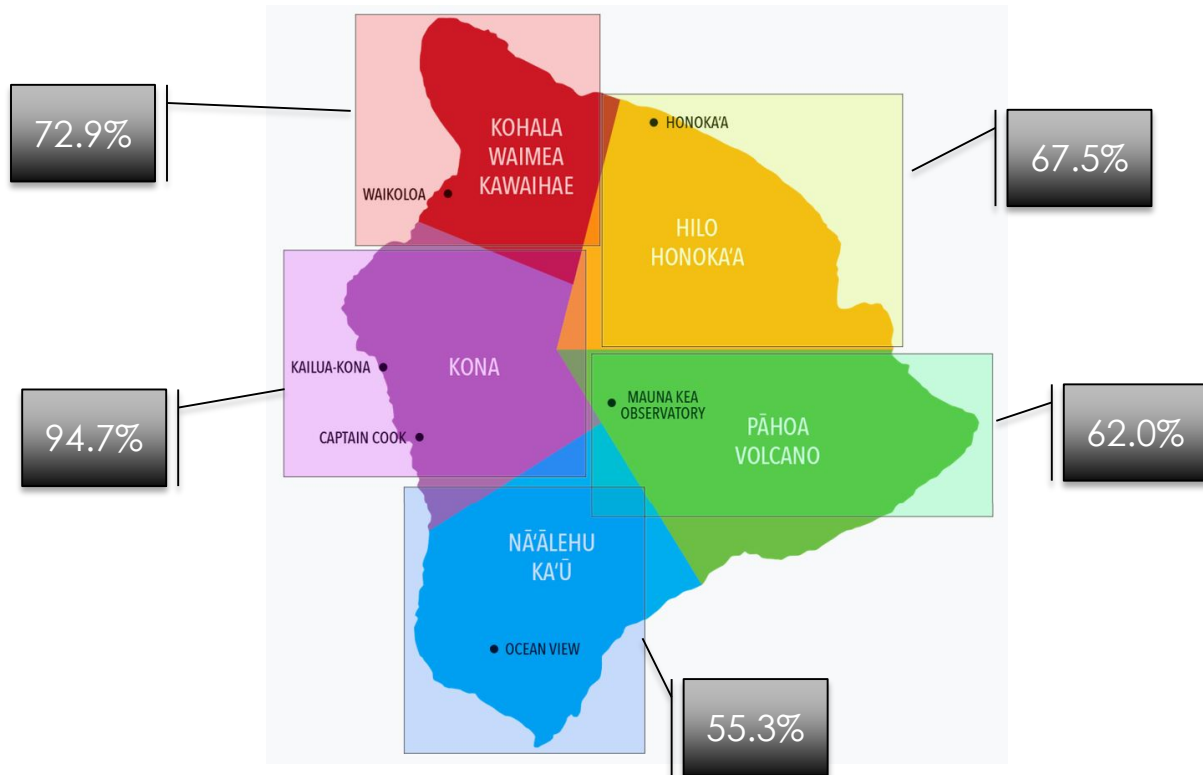 72.9%
KOHALA
WAIMEA
KAWAIHAE
WAIKOLOA
HONOKA‘A
67.5%
HILO
HONOKA‘A
KAILUA-KONA
KONA
94.7%
CAPTAIN COOK
MAUNA KEA
OBSERVATORY
PĀHOA
VOLCANO
62.0%
NĀ‘ĀLEHU
KA‘Ū
OCEAN VIEW
55.3%